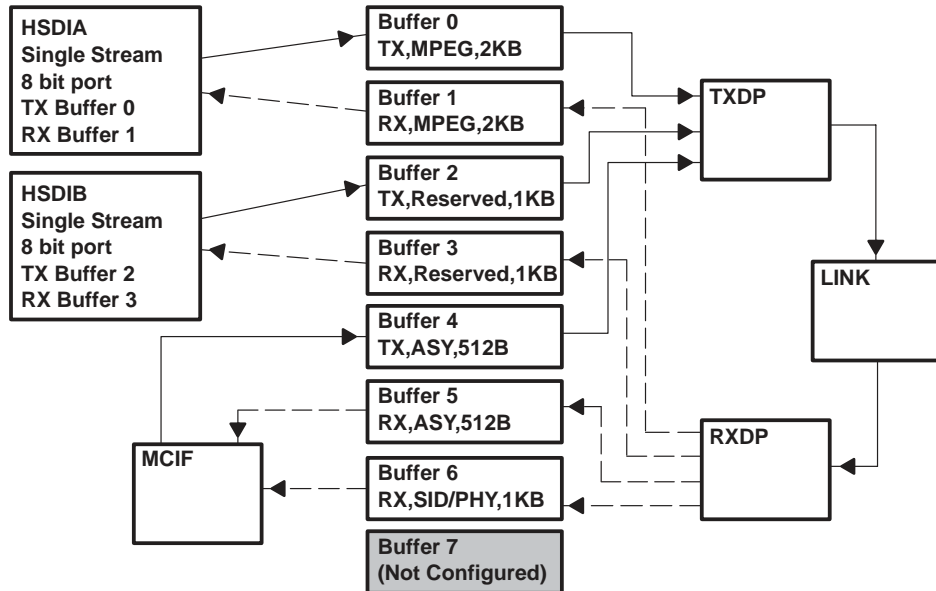 HSDIA
Single Stream
8 bit port
TX Buffer 0
RX Buffer 1
HSDIB
Single Stream
8 bit port
TX Buffer 2
RX Buffer 3
MCIF
Buffer 0
TX,MPEG,2KB
Buffer 1
RX,MPEG,2KB
Buffer 2
TX,Reserved,1KB
Buffer 3
RX,Reserved,1KB
Buffer 4
TX,ASY,512B
Buffer 5
RX,ASY,512B
Buffer 6
RX,SID/PHY,1KB
Buffer 7
(Not Configured)
TXDP
LINK
RXDP